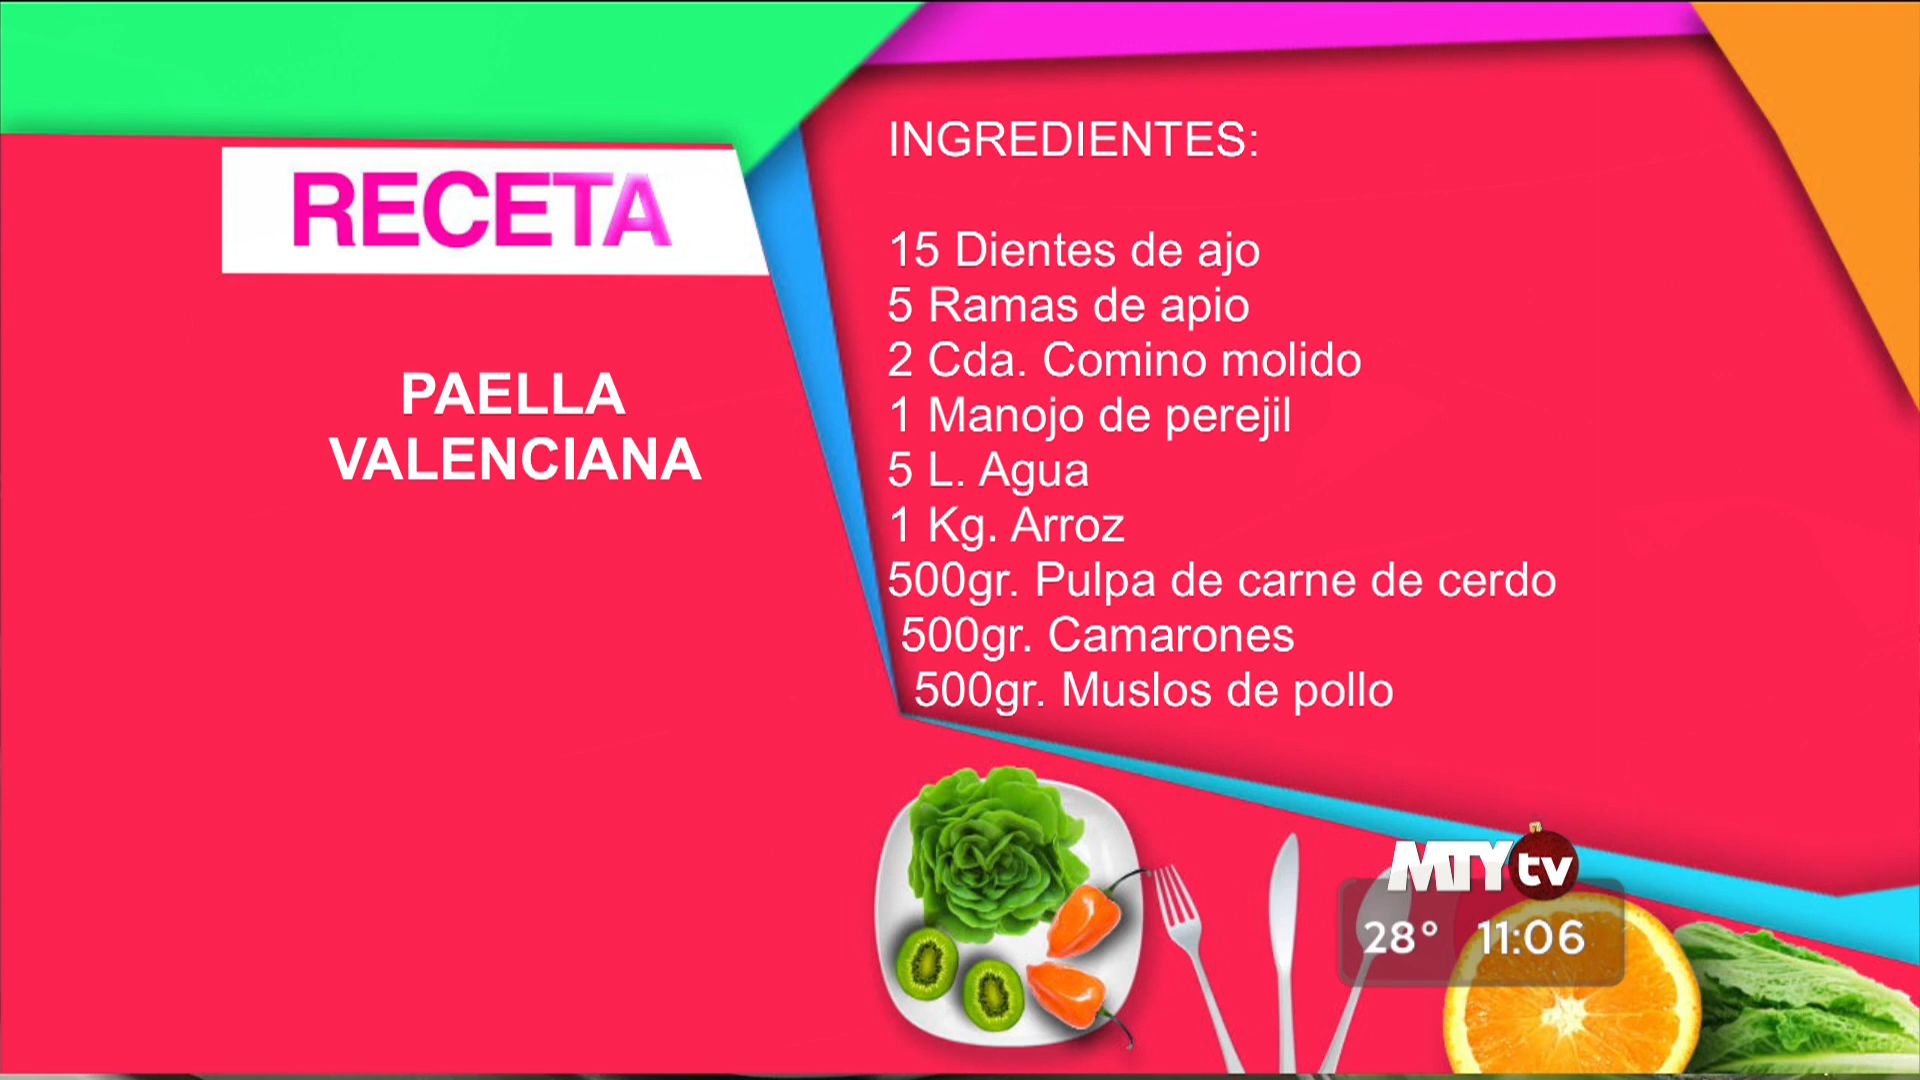 RECETA
PAELLA
VALENCIANA
INGREDIENTES:
15 Dientes de ajo
5 Ramas de apio
2 Cda. Comino molido
1 Manojo de perejil
5 L. Agua
1 Kg. Arroz
500gr. Pulpa de carne de cerdo
500gr. Camarones
500gr. Muslos de pollo
MTY tv
28° 11:06